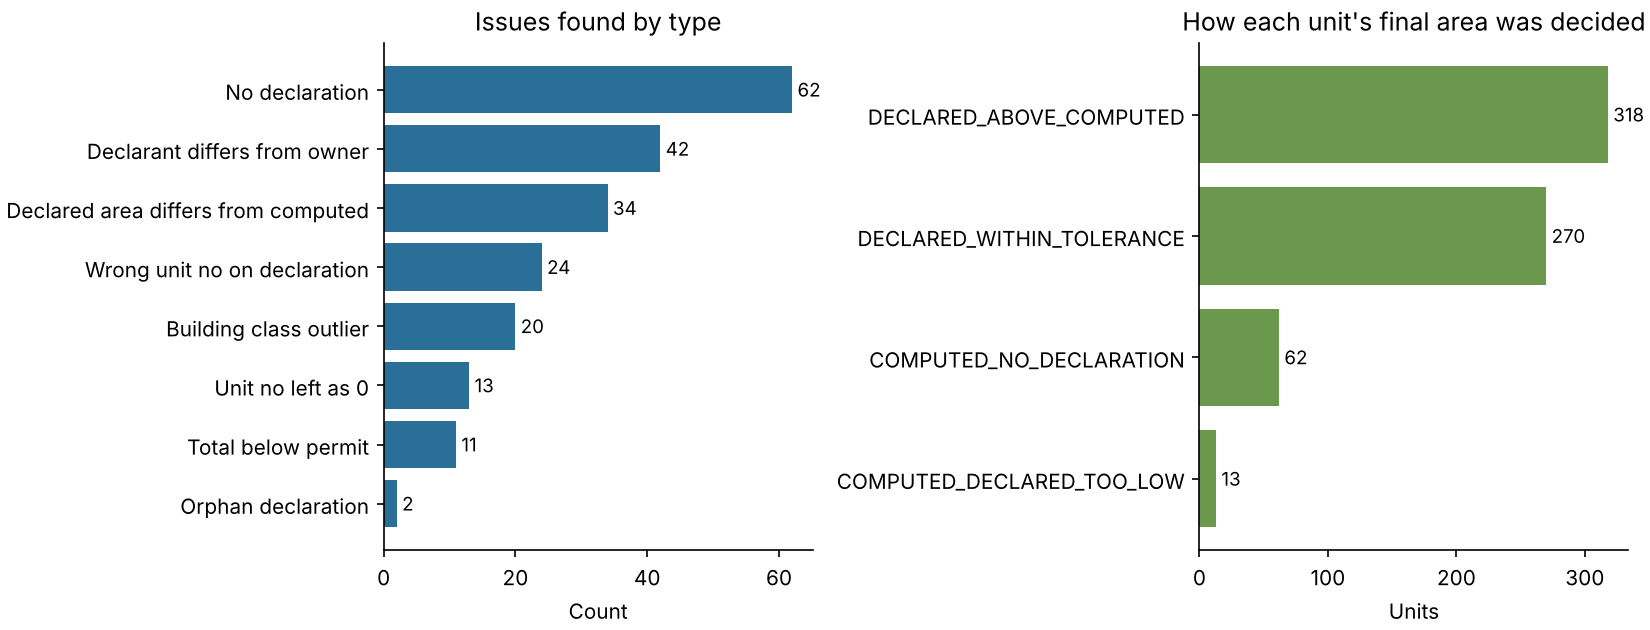 Issues found by type
No declaration
62
Declarant differs from owner
42
Declared area differs from computed
34
Wrong unit no on declaration
24
Building class outlier
20
Unit no left as 0
13
Total below permit
11
Orphan declaration
2
0 20 40 60
Count
How each unit's final area was decided
DECLARED_ABOVE_COMPUTED
318
DECLARED_WITHIN_TOLERANCE
270
COMPUTED_NO_DECLARATION
62
COMPUTED_DECLARED_TOO_LOW
13
0 100 200 300
Units